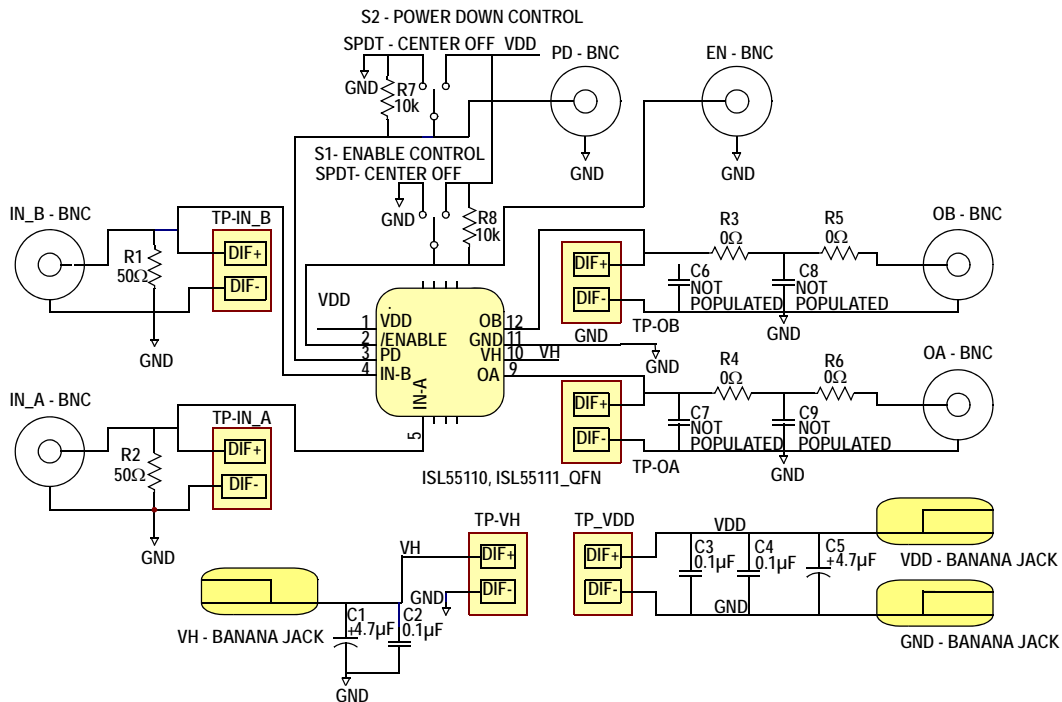 S2 - POWER DOWN CONTROL
SPDT - CENTER OFF
VDD
PD - BNC
EN - BNC
GND
R7
10k
GND
GND
S1- ENABLE CONTROL
SPDT- CENTER OFF
GND
R8
10k
IN_B - BNC
TP-IN_B
R1
50Ω
DIF+
DIF-
GND
VDD
1
2
3
4
VDD
/ENABLE
PD
IN-B
IN-A
5
OB
GND
VH
OA
12
11
10
9
VH
GND
DIF+
DIF-
GND
TP-OB
R3
0Ω
R5
0Ω
OB - BNC
C6
NOT
POPULATED
C8
NOT
POPULATED
GND
IN_A - BNC
TP-IN_A
R2
50Ω
DIF+
DIF-
GND
DIF+
DIF-
TP-OA
R4
0Ω
R6
0Ω
OA - BNC
C7
NOT
POPULATED
C9
NOT
POPULATED
GND
ISL55110, ISL55111_QFN
TP-VH
VH
DIF+
DIF-
GND
C1
+4.7µF
C2
0.1µF
VH - BANANA JACK
GND
TP_VDD
DIF+
DIF-
VDD
C3
0.1µF
C4
0.1µF
C5
+4.7µF
GND
VDD - BANANA JACK
GND - BANANA JACK